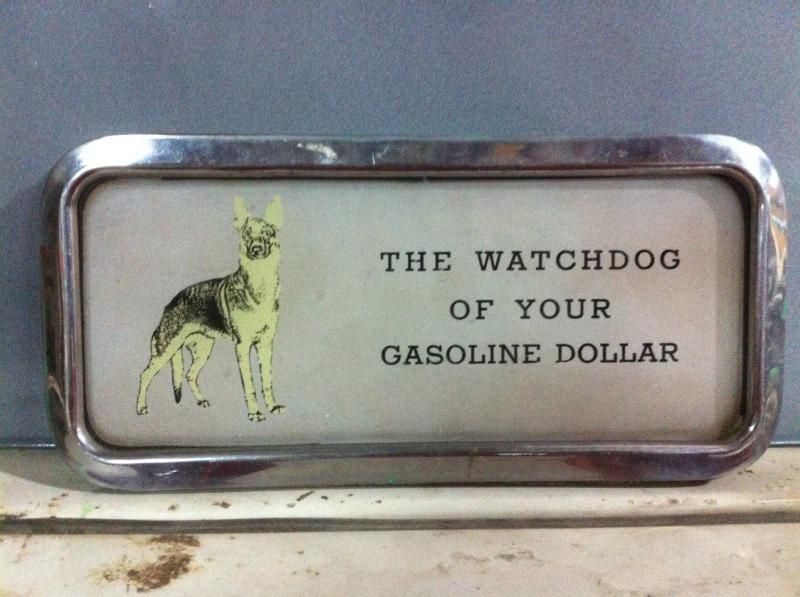 THE WATCHDOG
OF YOUR
GASOLINE DOLLAR